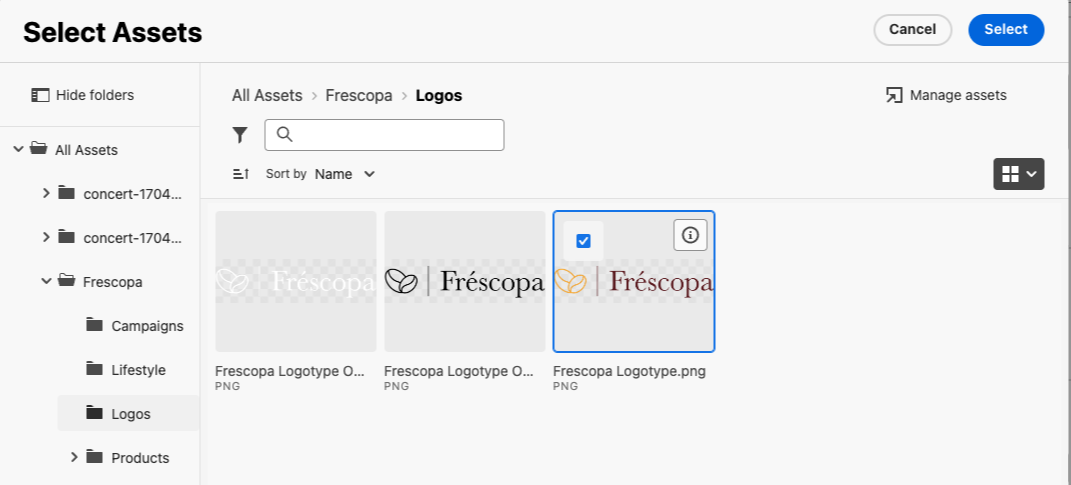 Select Assets
Cancel
Select
Hide folders
All Assets
concert-1704...
concert-1704...
Frescopa
Campaigns
Lifestyle
Logos
Products
All Assets > Frescopa > Logos
Manage assets
Sort by Name
Fréscopa
Fréscopa
Fréscopa
Frescopa Logotype O...
PNG
Frescopa Logotype O...
PNG
Frescopa Logotype.png
PNG